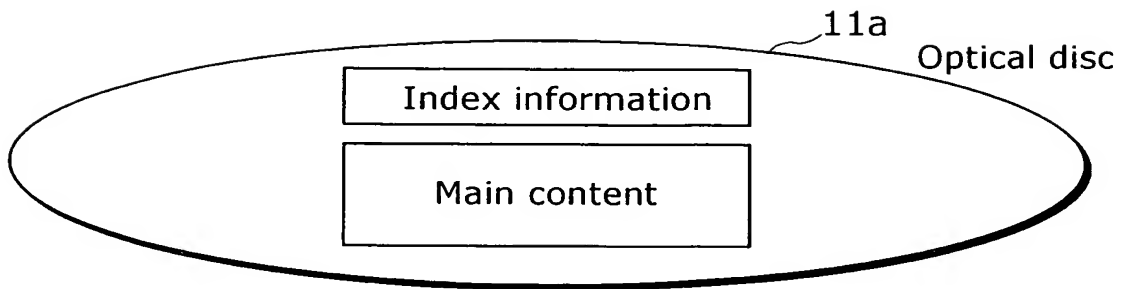 11a
Optical disc
Index information
Main content